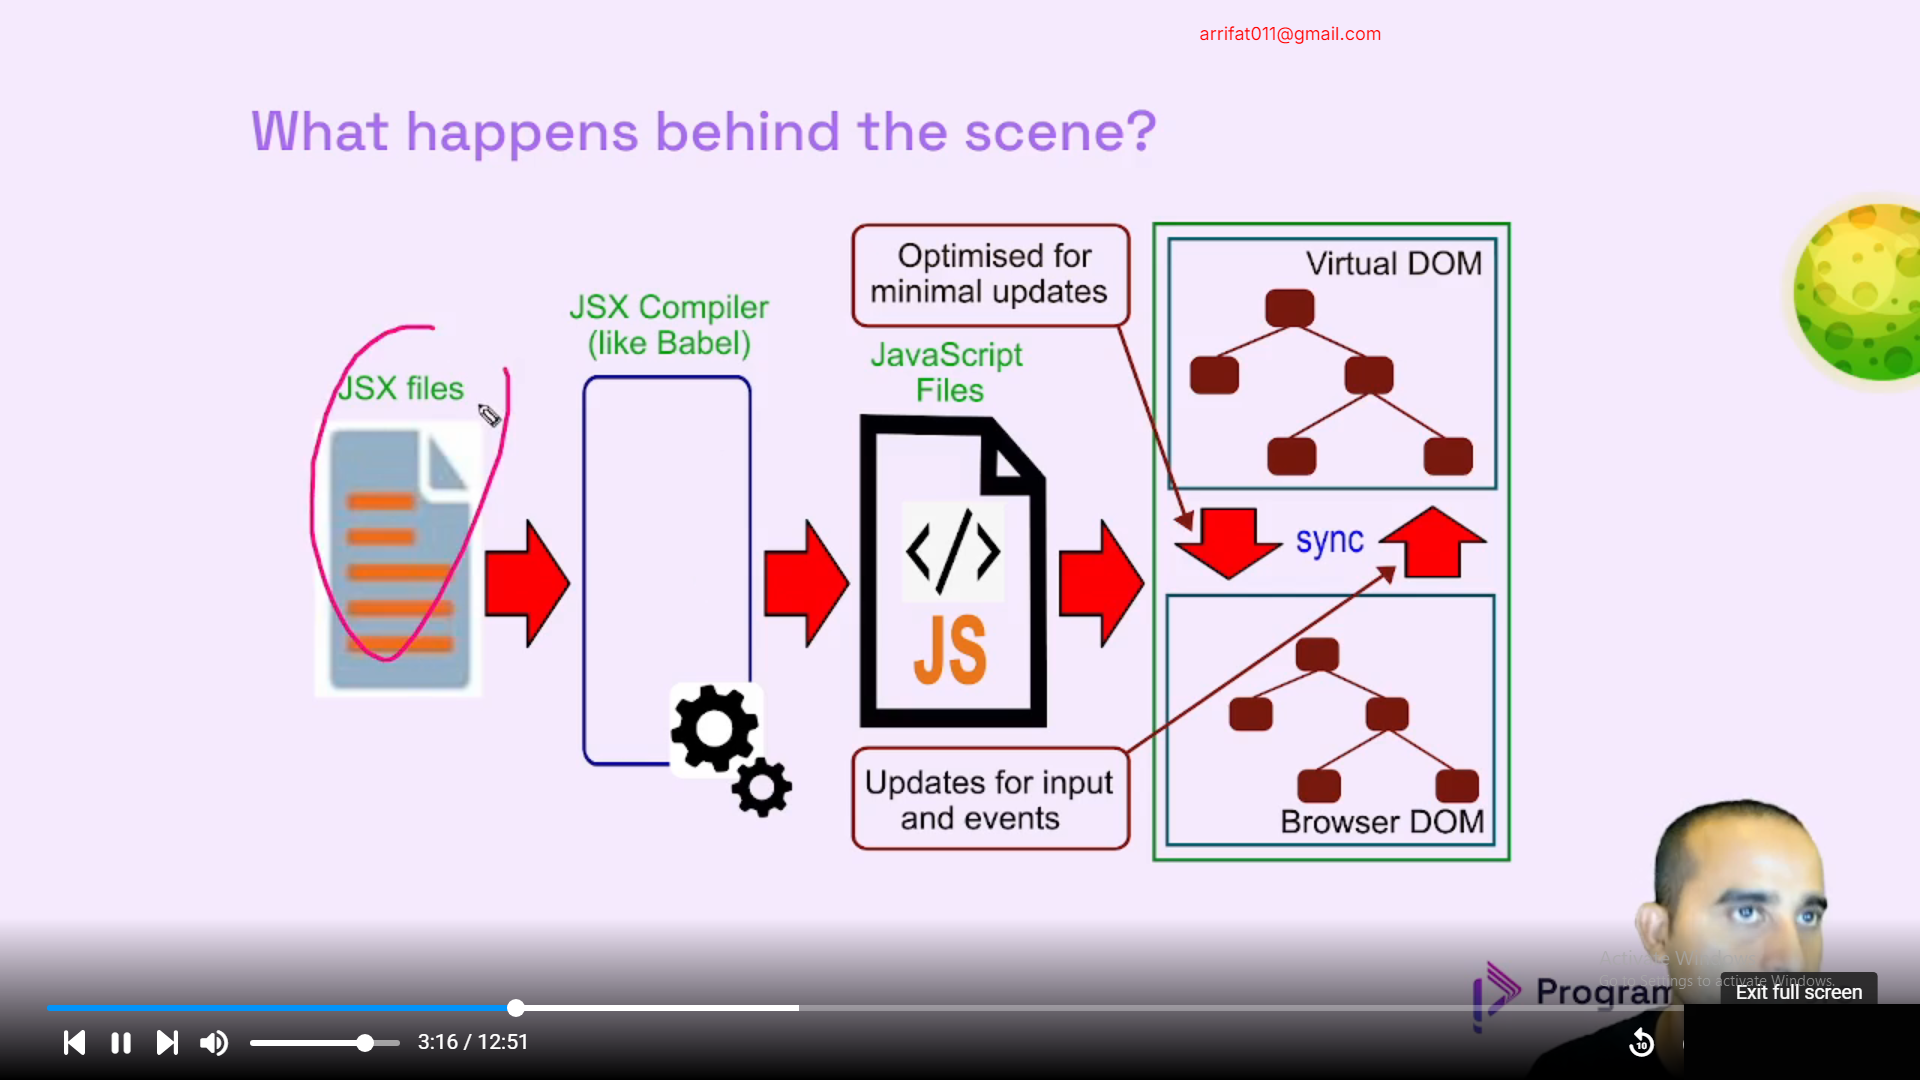 arrifat011@gmail.com
What happens behind the scene?
Optimised for
minimal updates
Virtual DOM
JSX Compiler
(like Babel)
JavaScript
Files
JSX files
</>
JS
sync
Updates for input
and events
Browser DOM
Activate Windows
Go to Settings to activate Windows.
Program
Exit full screen
3:16 / 12:51
10